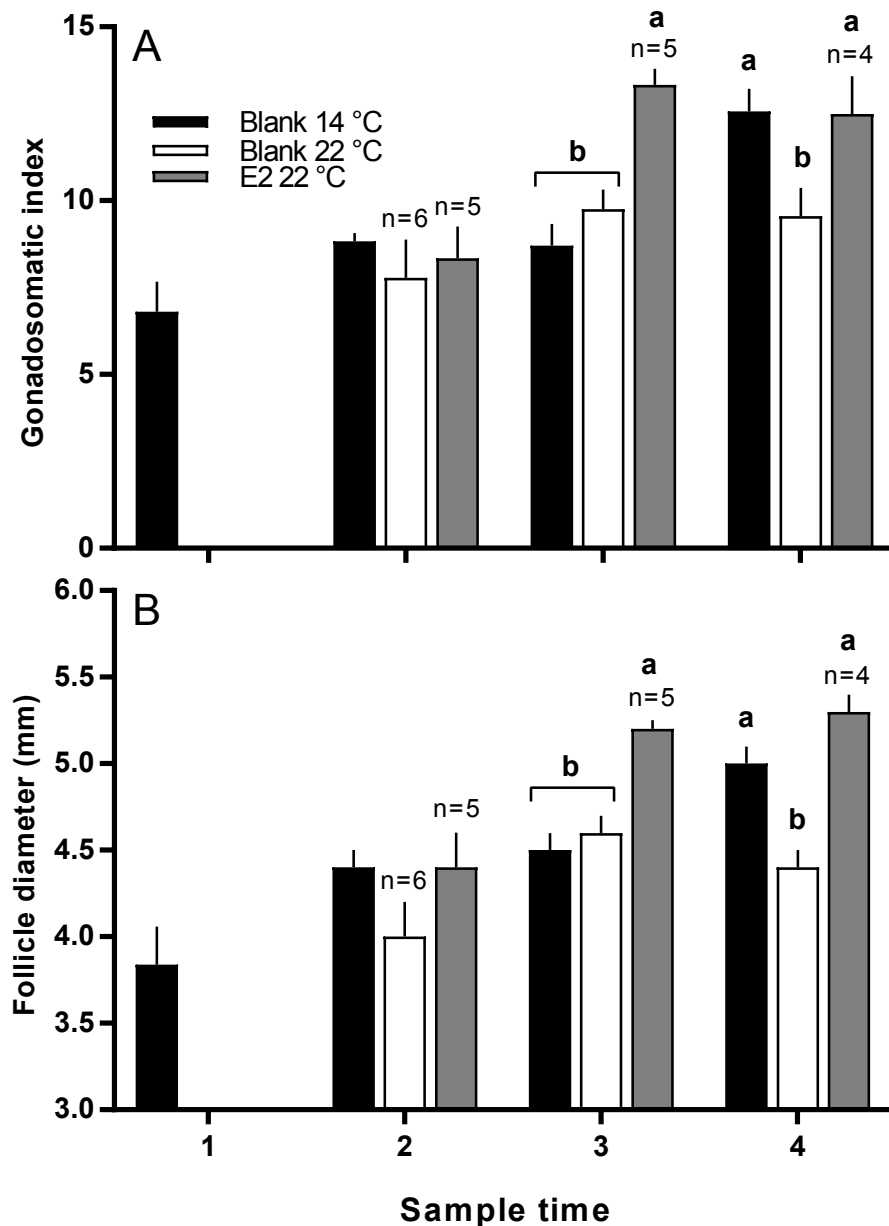 A
Blank 14 °C
Blank 22 °C
E2 22 °C
Gonadosomatic index
15
10
5
0
n=6
n=5
b
a
n=5
a
b
a
n=4
B
Follicle diameter (mm)
6.0
5.5
5.0
4.5
4.0
3.5
3.0
n=6
n=5
b
a
n=5
a
b
a
n=4
1 2 3 4
Sample time